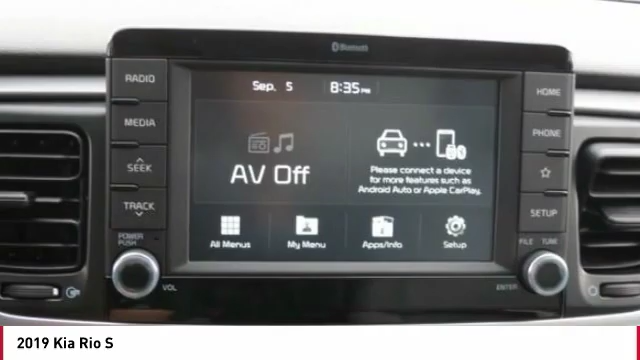 Bluetooth
RADIO
MEDIA
SEEK
TRACK
POWER
PUSH
VOL
Sep. 5 8:35 PM
AV Off
Please connect a device
for more features such as
Android Auto or Apple CarPlay.
All Menus
My Menu
Apps/Info
Setup
HOME
PHONE
SETUP
FILE TUNE
ENTER
2019 Kia Rio S